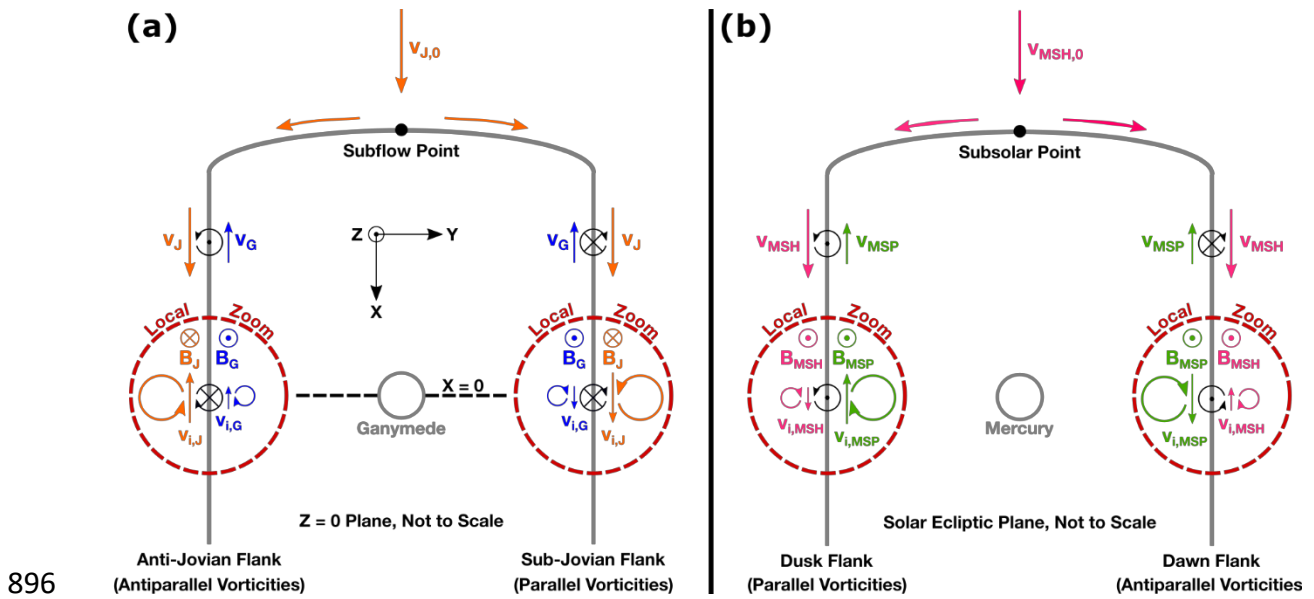 (a)
v_J,0
Subflow Point
v_J
v_G
Z
Y
X
v_G
v_J
Local
Zoom
B_J
B_G
v_i,J
v_i,G
X = 0
Ganymede
Local
Zoom
B_G
B_J
v_i,G
v_i,J
Z = 0 Plane, Not to Scale
Anti-Jovian Flank
(Antiparallel Vorticities)
Sub-Jovian Flank
(Parallel Vorticities)
(b)
v_MSH,0
Subsolar Point
v_MSH
v_MSP
v_MSP
v_MSH
Local
Zoom
B_MSH
B_MSP
v_i,MSH
v_i,MSP
Mercury
Local
Zoom
B_MSP
B_MSH
v_i,MSP
v_i,MSH
Solar Ecliptic Plane, Not to Scale
Dusk Flank
(Parallel Vorticities)
Dawn Flank
(Antiparallel Vorticities)
896